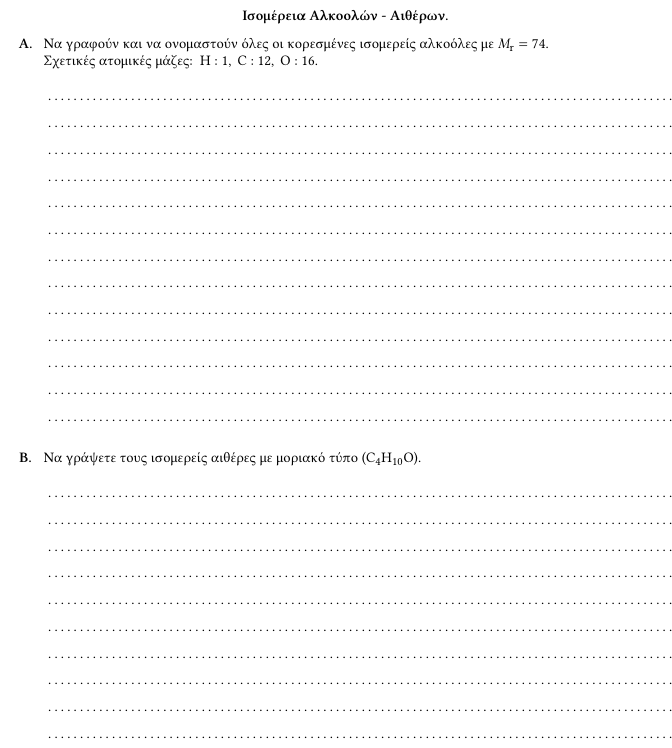 Ισομέρεια Αλκοολών - Αιθέρων.
A. Να γραφούν και να ονομαστούν όλες οι κορεσμένες ισομερείς αλκοόλες με Mr = 74.
Σχετικές ατομικές μάζες: H : 1, C : 12, O : 16.
B. Να γράψετε τους ισομερείς αιθέρες με μοριακό τύπο (C4H10O).